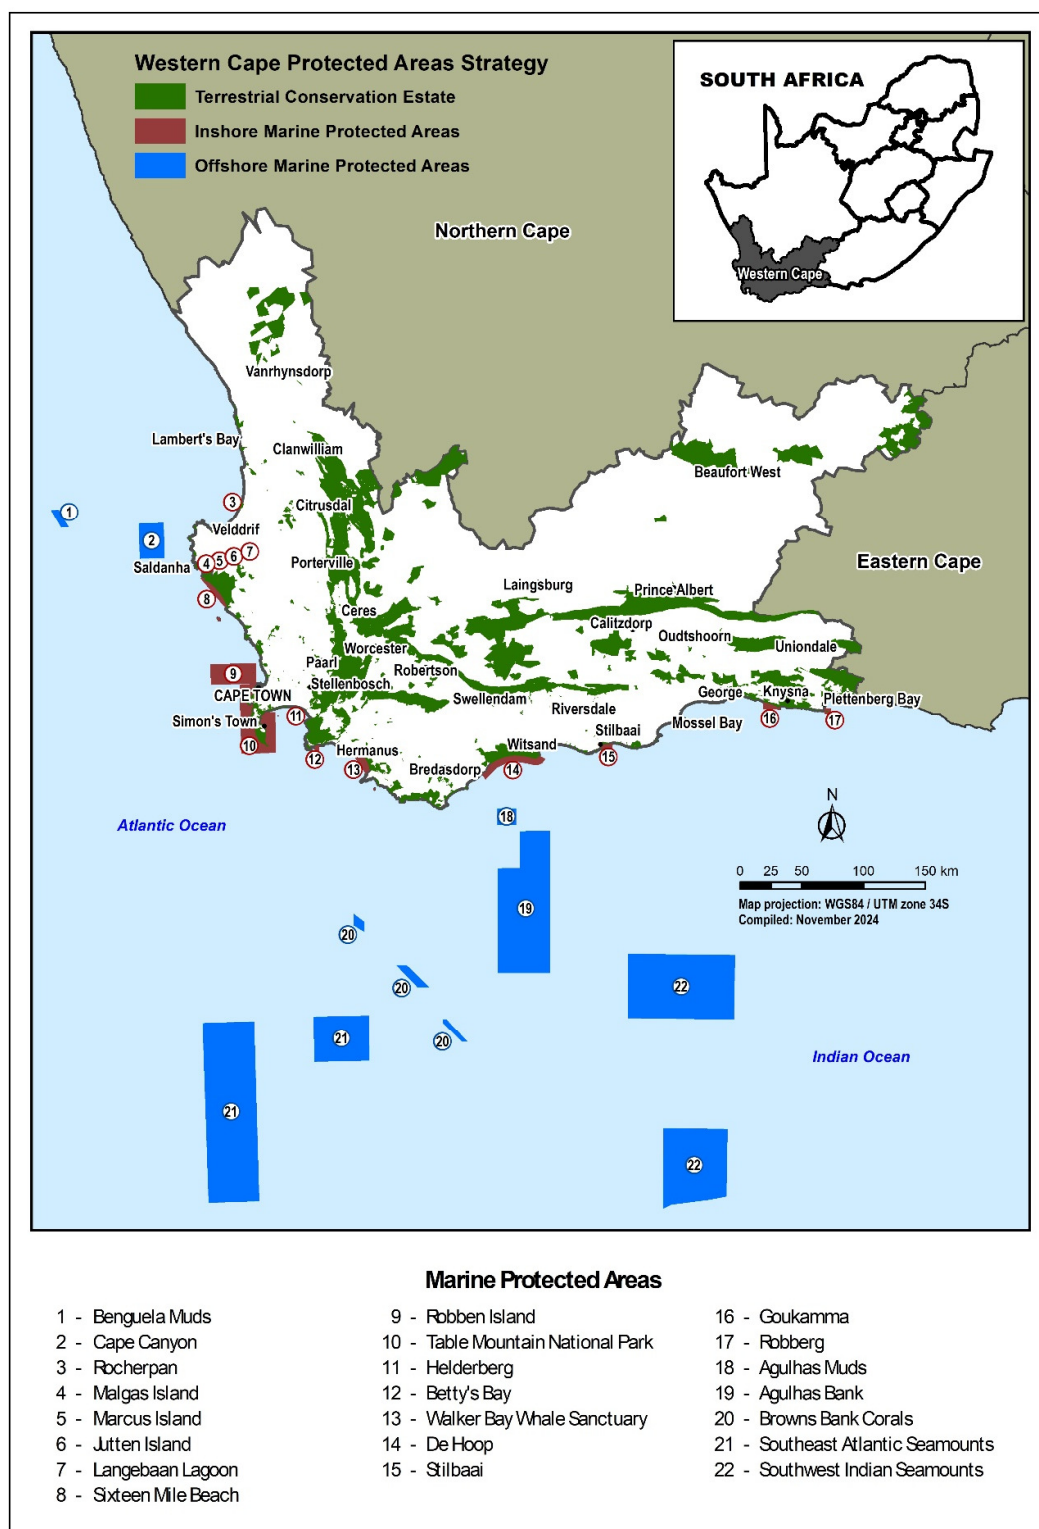 Western Cape Protected Areas Strategy
Terrestrial Conservation Estate
Inshore Marine Protected Areas
Offshore Marine Protected Areas
SOUTH AFRICA
Western Cape
Northern Cape
Vanrhynsdorp
Lambert's Bay
Clanwilliam
Beaufort West
Citrusdal
3
1
Velddrif
2
7
6
5
4
Saldanha
Porterville
Eastern Cape
8
Laingsburg
Prince Albert
Ceres
Calitzdorp
Oudtshoorn
Uniondale
Worcester
Paarl
Robertson
9
Stellenbosch
CAPE TOWN
Swellendam
George
Knysna
Plettenberg Bay
Riversdale
11
16
17
Simon's Town
Mossel Bay
Stilbaai
10
Hermanus
Witsand
12
13
Bredasdorp
14
15
N
Atlantic Ocean
18
0 25 50 100 150 km
Map projection: WGS84 / UTM zone 34S
Compiled: November 2024
19
20
20
22
21
20
Indian Ocean
21
22
Marine Protected Areas
1 - Benguela Muds
2 - Cape Canyon
3 - Rocherpan
4 - Malgas Island
5 - Marcus Island
6 - Jutten Island
7 - Langebaan Lagoon
8 - Sixteen Mile Beach
9 - Robben Island
10 - Table Mountain National Park
11 - Helderberg
12 - Betty's Bay
13 - Walker Bay Whale Sanctuary
14 - De Hoop
15 - Stilbaai
16 - Goukamma
17 - Robberg
18 - Agulhas Muds
19 - Agulhas Bank
20 - Browns Bank Corals
21 - Southeast Atlantic Seamounts
22 - Southwest Indian Seamounts